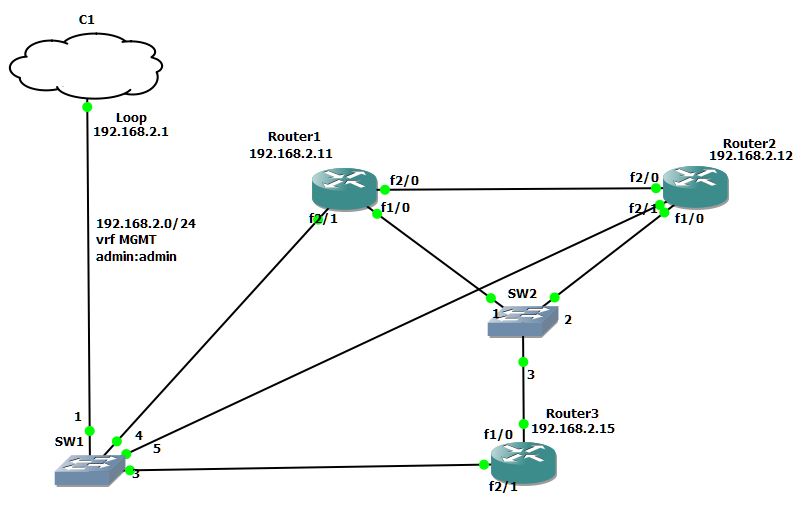 C1
Loop
192.168.2.1
192.168.2.0/24
vrf MGMT
admin:admin
Router1
192.168.2.11
f2/0
f1/0
f2/1
Router2
192.168.2.12
f2/0
f2/1
f1/0
SW2
1
2
3
Router3
192.168.2.15
f1/0
f2/1
1
SW1
4
5
3